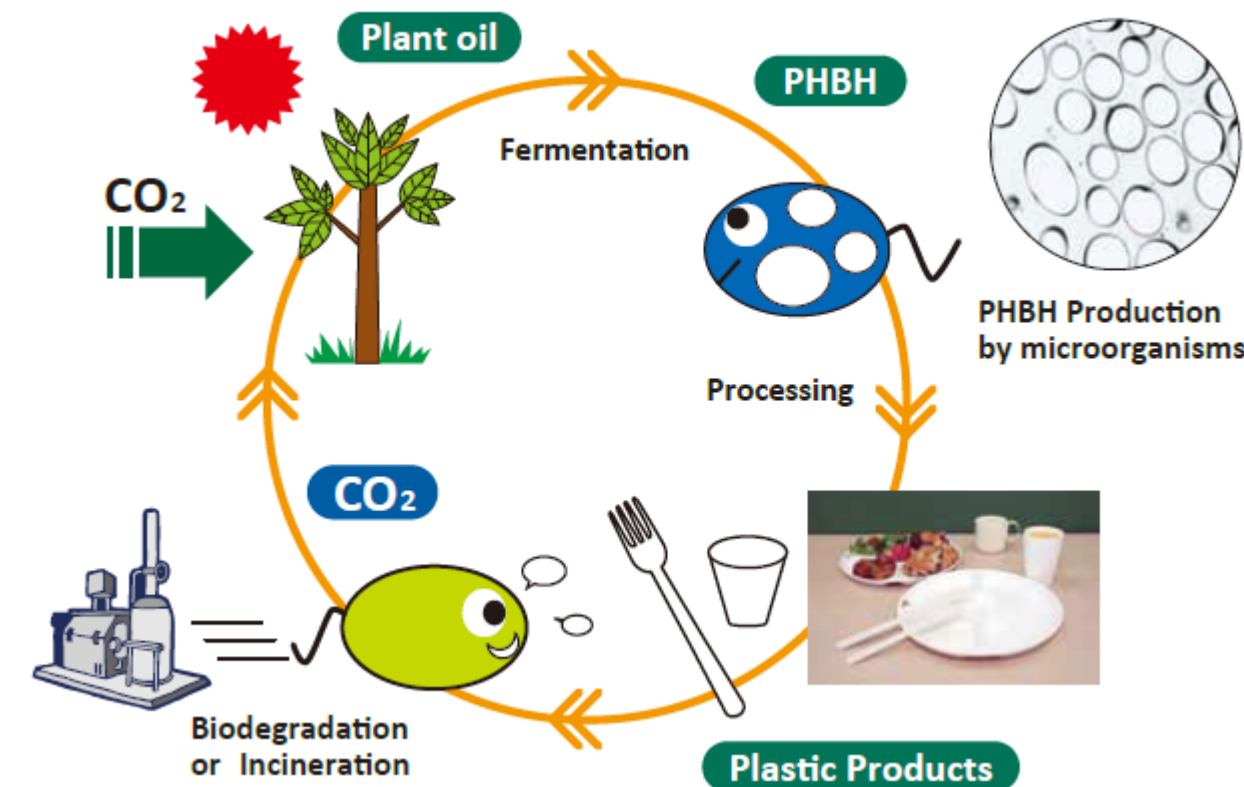 Plant oil
PHBH
Fermentation
CO₂
PHBH Production
by microorganisms
Processing
CO₂
Biodegradation
or Incineration
Plastic Products